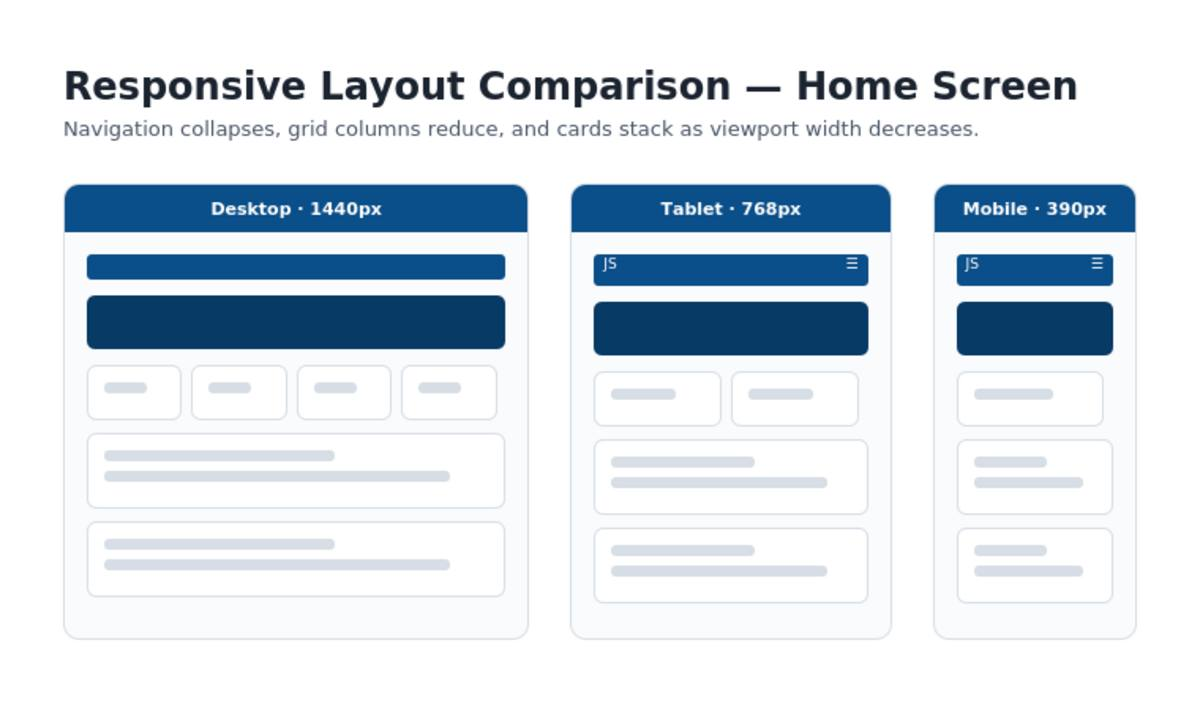 Responsive Layout Comparison — Home Screen
Navigation collapses, grid columns reduce, and cards stack as viewport width decreases.
Desktop · 1440px
Tablet · 768px
JS ☰
Mobile · 390px
JS ☰